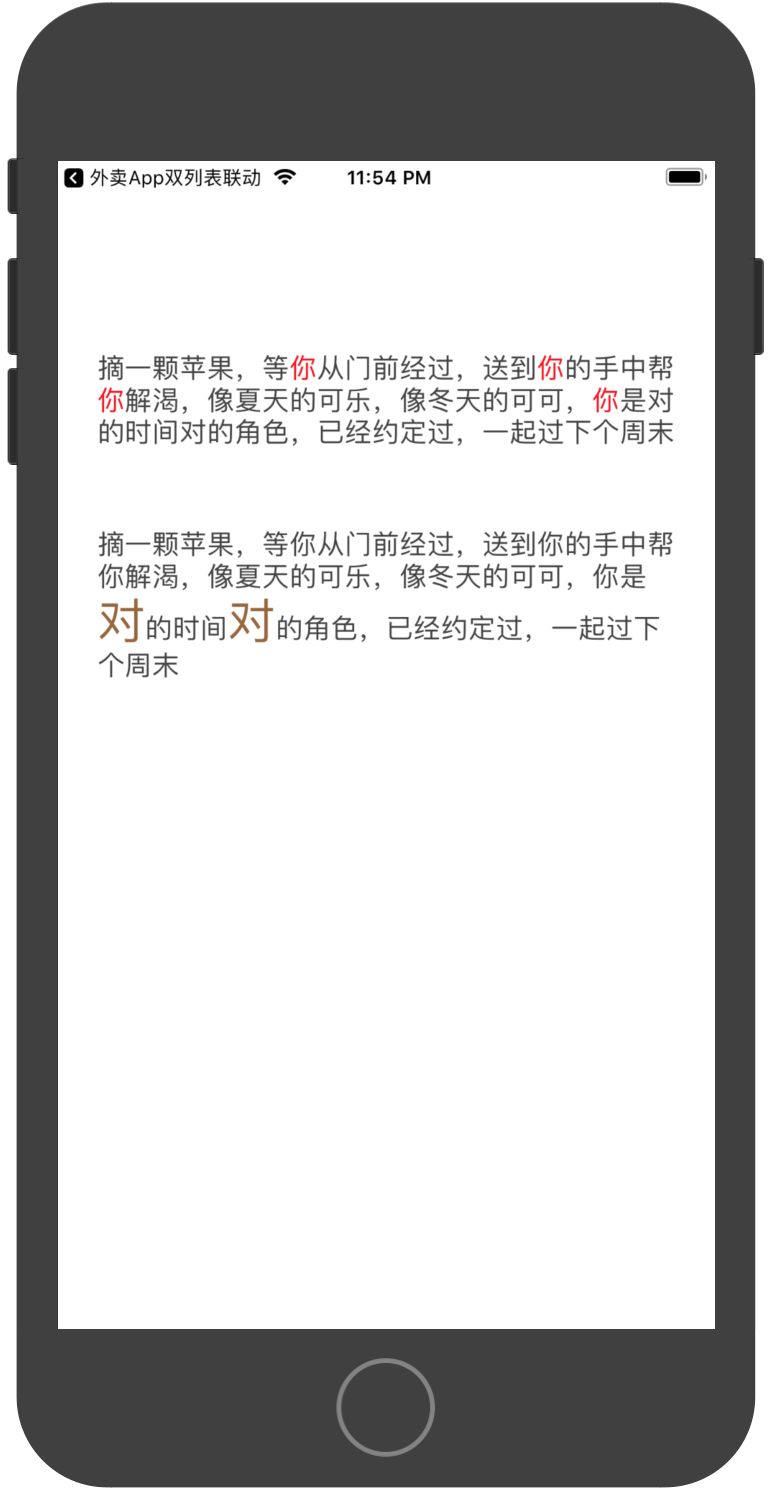 外卖App双列表联动 11:54 PM
摘一颗苹果，等你从门前经过，送到你的手中帮
你解渴，像夏天的可乐，像冬天的可可，你是对
的时间对的角色，已经约定过，一起过下个周末
摘一颗苹果，等你从门前经过，送到你的手中帮
你解渴，像夏天的可乐，像冬天的可可，你是
对的时间对的角色，已经约定过，一起过下
个周末